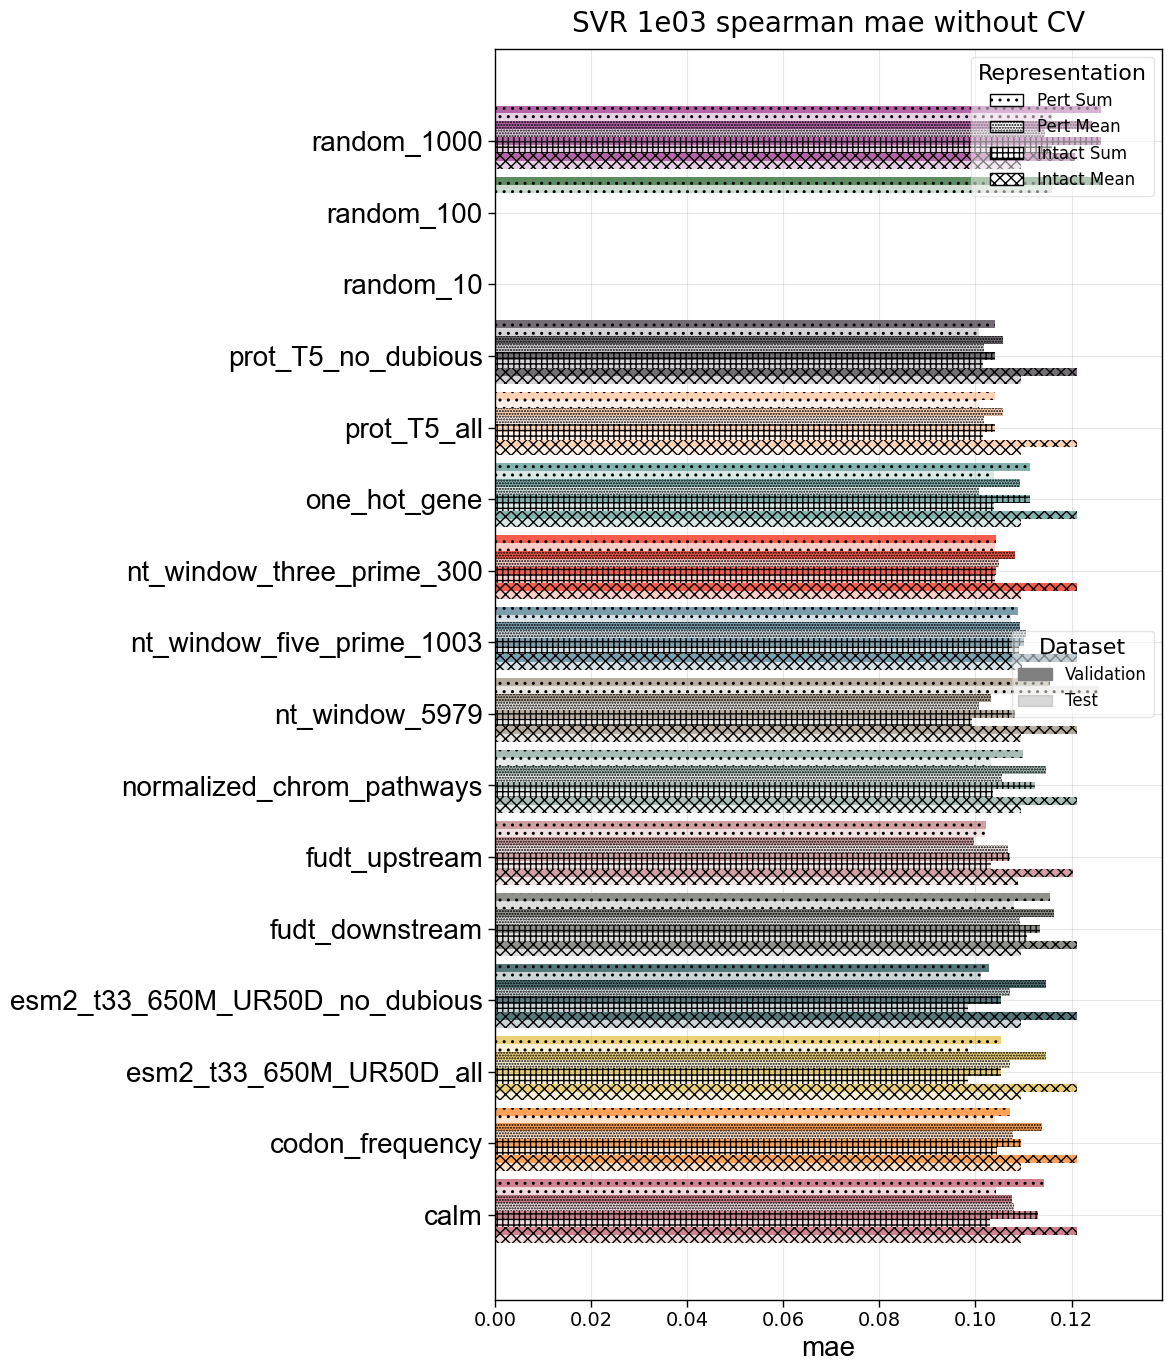 SVR 1e03 spearman mae without CV
Representation
Pert Sum
Pert Mean
Intact Sum
Intact Mean
random_1000
random_100
random_10
prot_T5_no_dubious
prot_T5_all
one_hot_gene
nt_window_three_prime_300
nt_window_five_prime_1003
Dataset
Validation
Test
nt_window_5979
normalized_chrom_pathways
fudt_upstream
fudt_downstream
esm2_t33_650M_UR50D_no_dubious
esm2_t33_650M_UR50D_all
codon_frequency
calm
0.00 0.02 0.04 0.06 0.08 0.10 0.12
mae